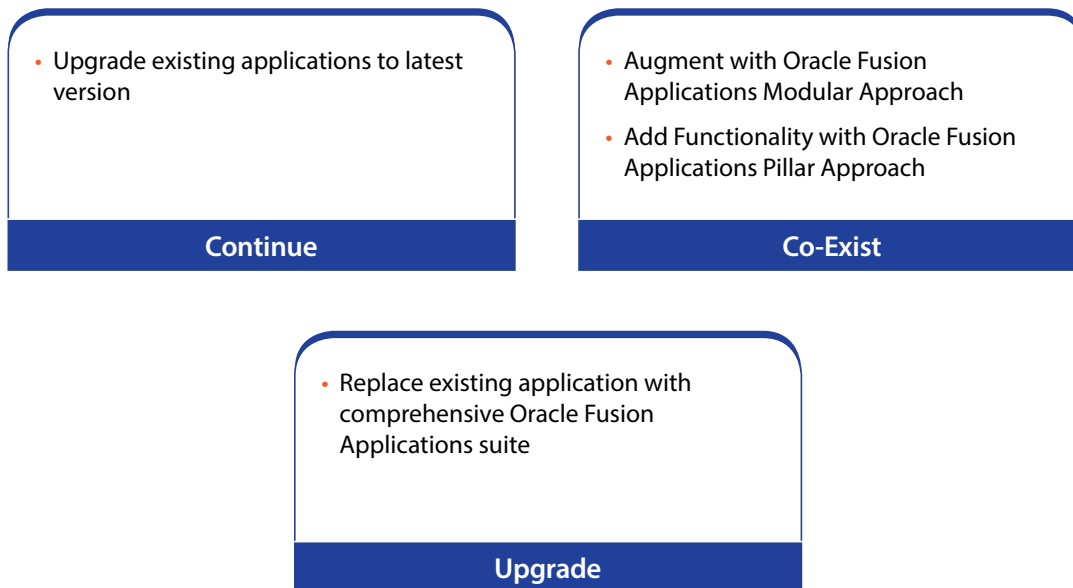 • Upgrade existing applications to latest
version
Continue
• Augment with Oracle Fusion
Applications Modular Approach
• Add Functionality with Oracle Fusion
Applications Pillar Approach
Co-Exist
• Replace existing application with
comprehensive Oracle Fusion
Applications suite
Upgrade